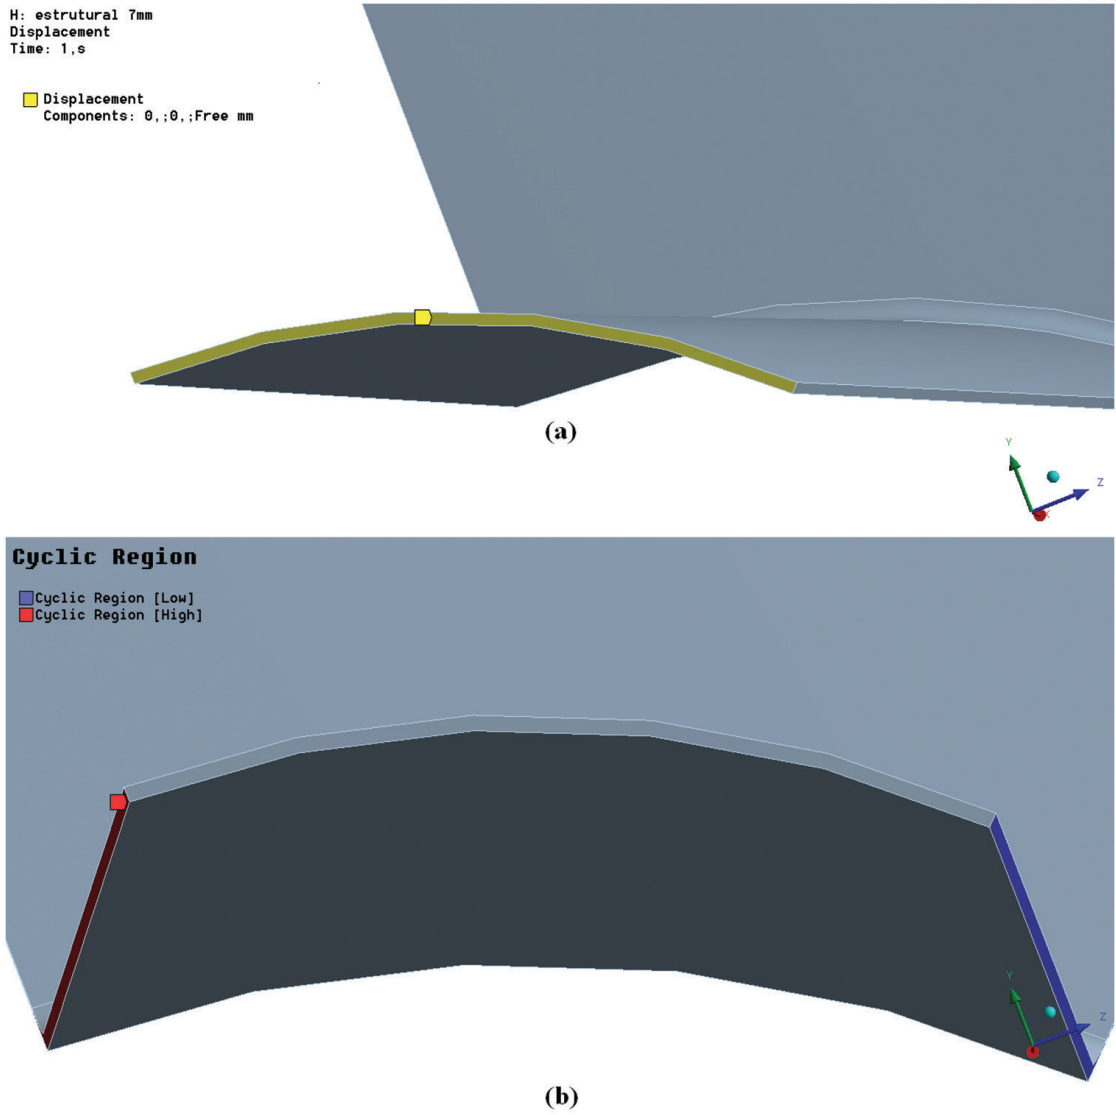 H: estrutural 7mm
Displacement
Time: 1,s
Displacement
Components: 0,;0,;Free mm
(a)
Y
Z
X
Cyclic Region
Cyclic Region [Low]
Cyclic Region [High]
Y
Z
(b)